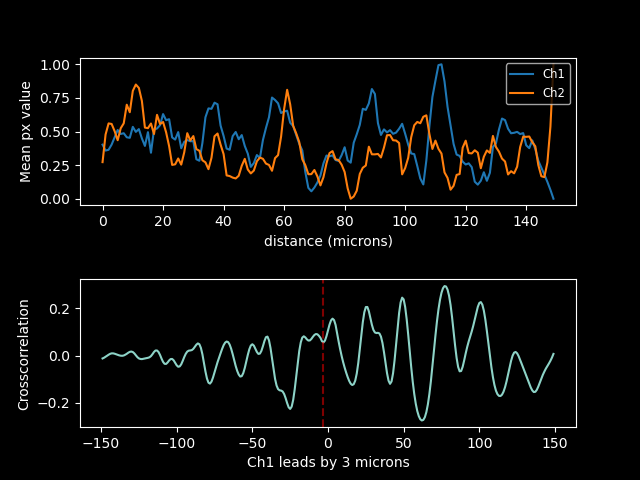 1.00
0.75
0.50
0.25
0.00
Mean px value
Ch1
Ch2
0 20 40 60 80 100 120 140
distance (microns)
0.2
0.0
−0.2
Crosscorrelation
−150 −100 −50 0 50 100 150
Ch1 leads by 3 microns